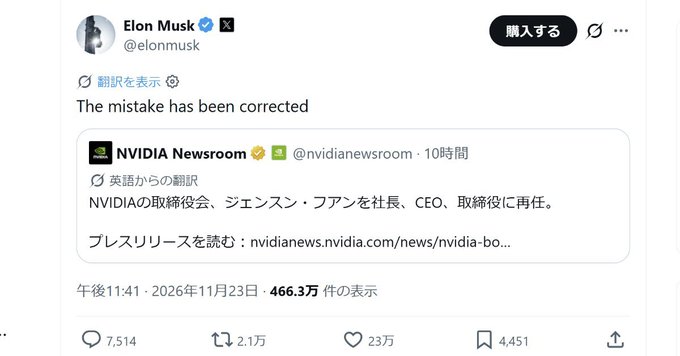 Elon Musk
購入する
@elonmusk
翻訳を表示
The mistake has been corrected
NVIDIA Newsroom @nvidianewsroom · 10時間
英語からの翻訳
NVIDIAの取締役会、ジェンスン・フアンを社長、CEO、取締役に再任。
プレスリリースを読む：nvidianews.nvidia.com/news/nvidia-bo...
午後11:41 · 2026年11月23日 · 466.3万 件の表示
7,514 2.1万 23万 4,451